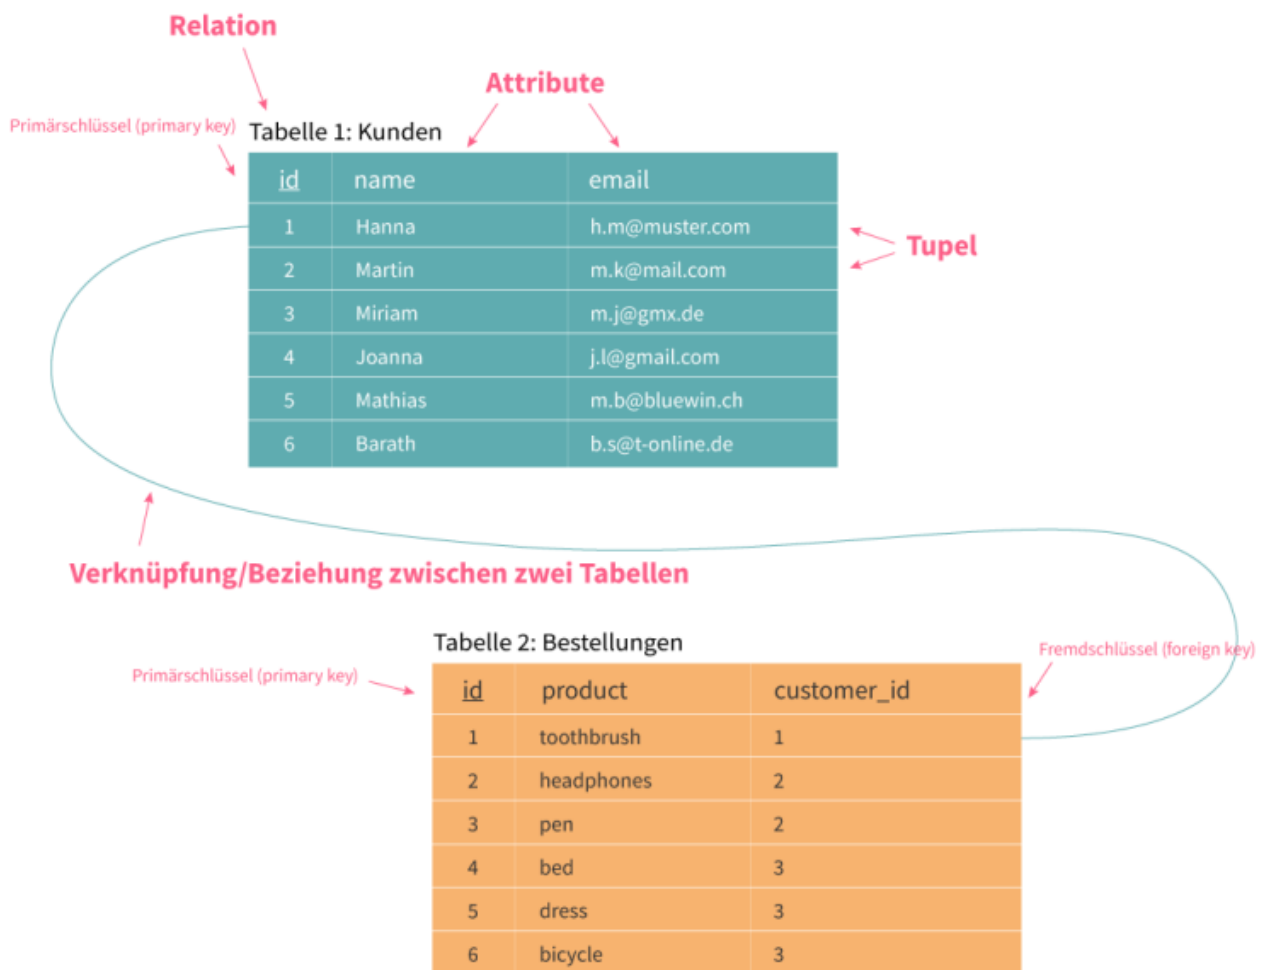 Relation
Attribute
Primärschlüssel (primary key)
Tabelle 1: Kunden
id name email
1 Hanna h.m@muster.com
2 Martin m.k@mail.com
Tupel
3 Miriam m.j@gmx.de
4 Joanna j.l@gmail.com
5 Mathias m.b@bluewin.ch
6 Barath b.s@t-online.de
Verknüpfung/Beziehung zwischen zwei Tabellen
Tabelle 2: Bestellungen
Primärschlüssel (primary key)
Fremdschlüssel (foreign key)
id product customer_id
1 toothbrush 1
2 headphones 2
3 pen 2
4 bed 3
5 dress 3
6 bicycle 3